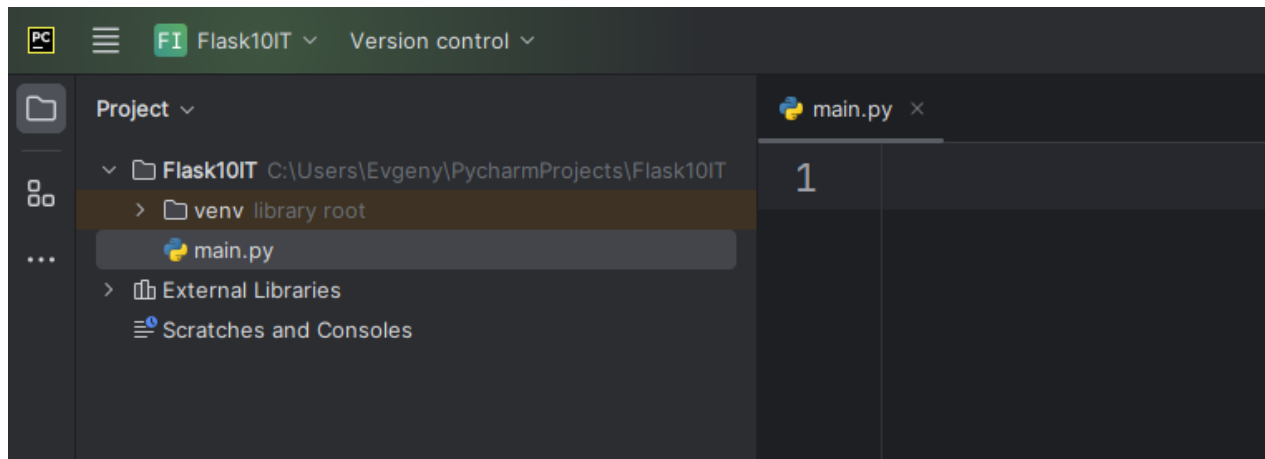 PC FI Flask10IT Version control
Project
main.py
Flask10IT C:\Users\Evgeny\PycharmProjects\Flask10IT
1
venv library root
main.py
External Libraries
Scratches and Consoles